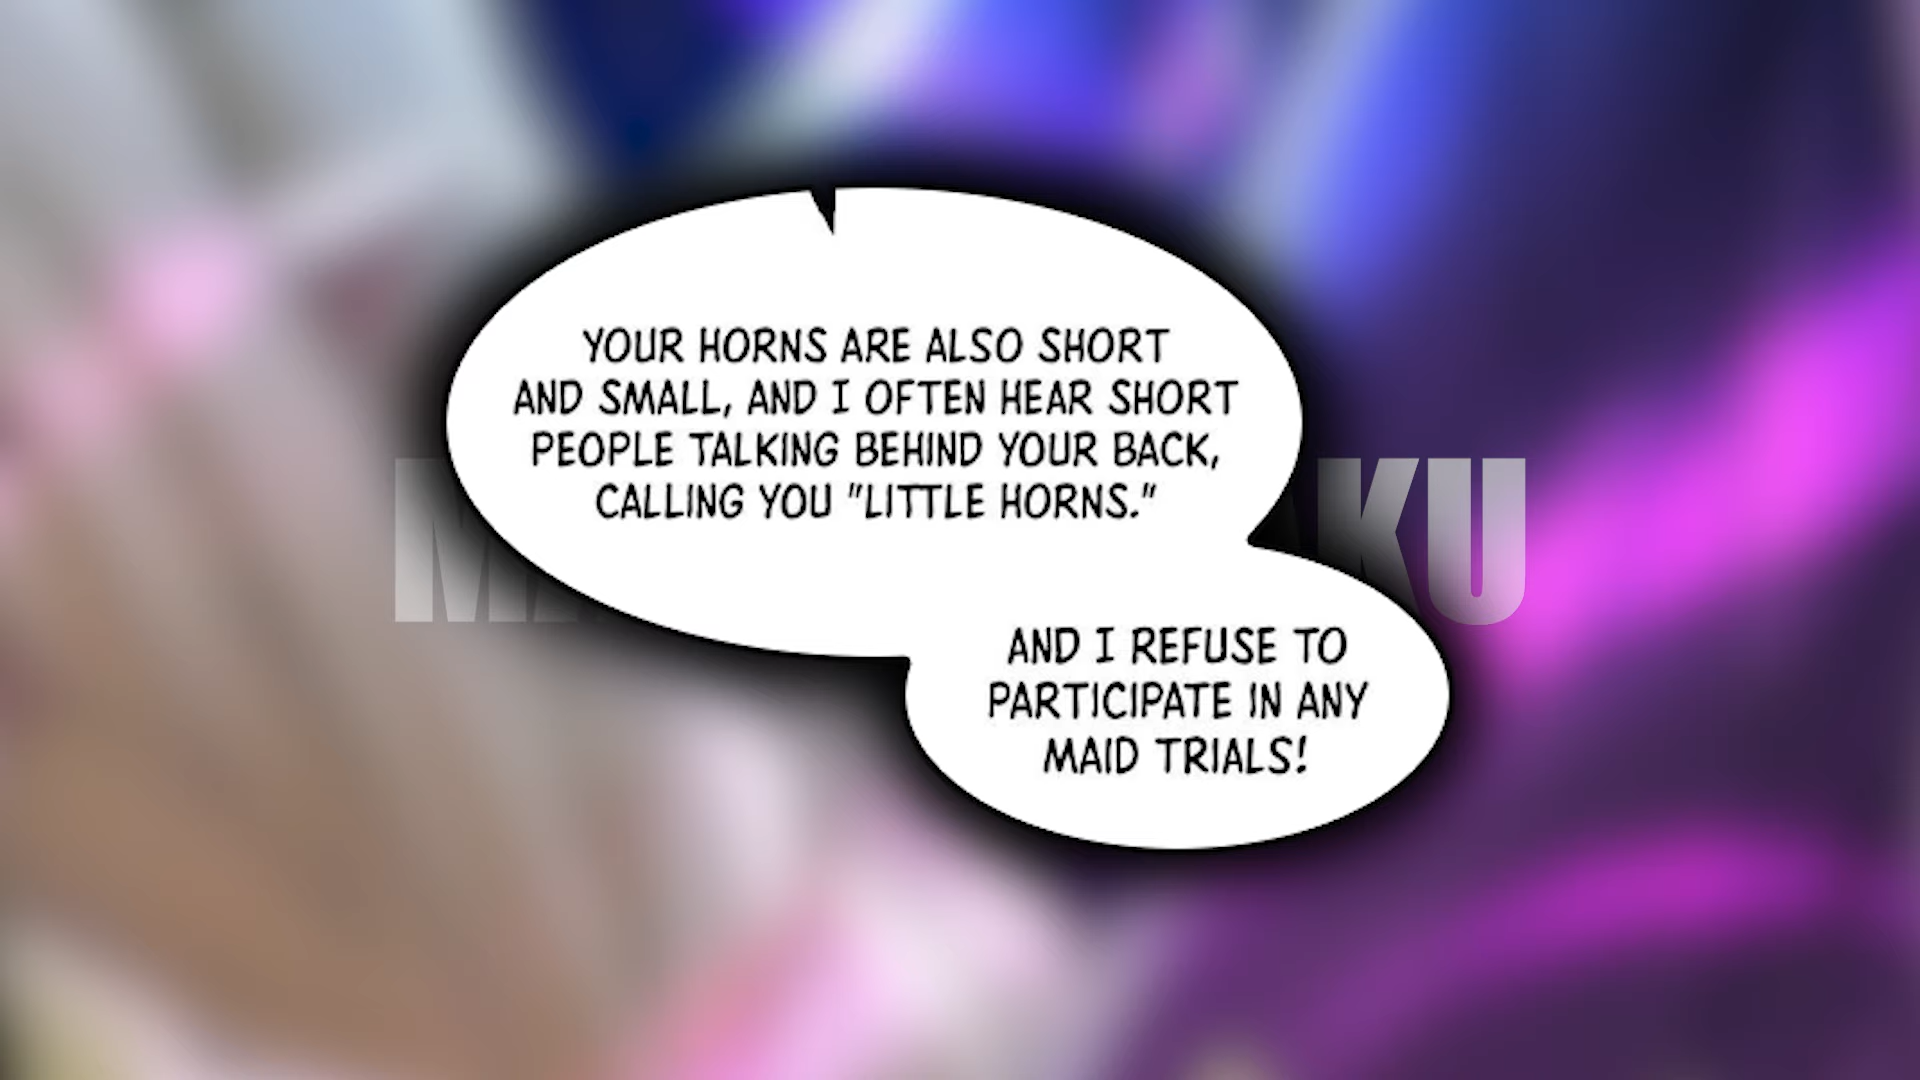 YOUR HORNS ARE ALSO SHORT
AND SMALL, AND I OFTEN HEAR SHORT
PEOPLE TALKING BEHIND YOUR BACK,
CALLING YOU "LITTLE HORNS."
AND I REFUSE TO
PARTICIPATE IN ANY
MAID TRIALS!